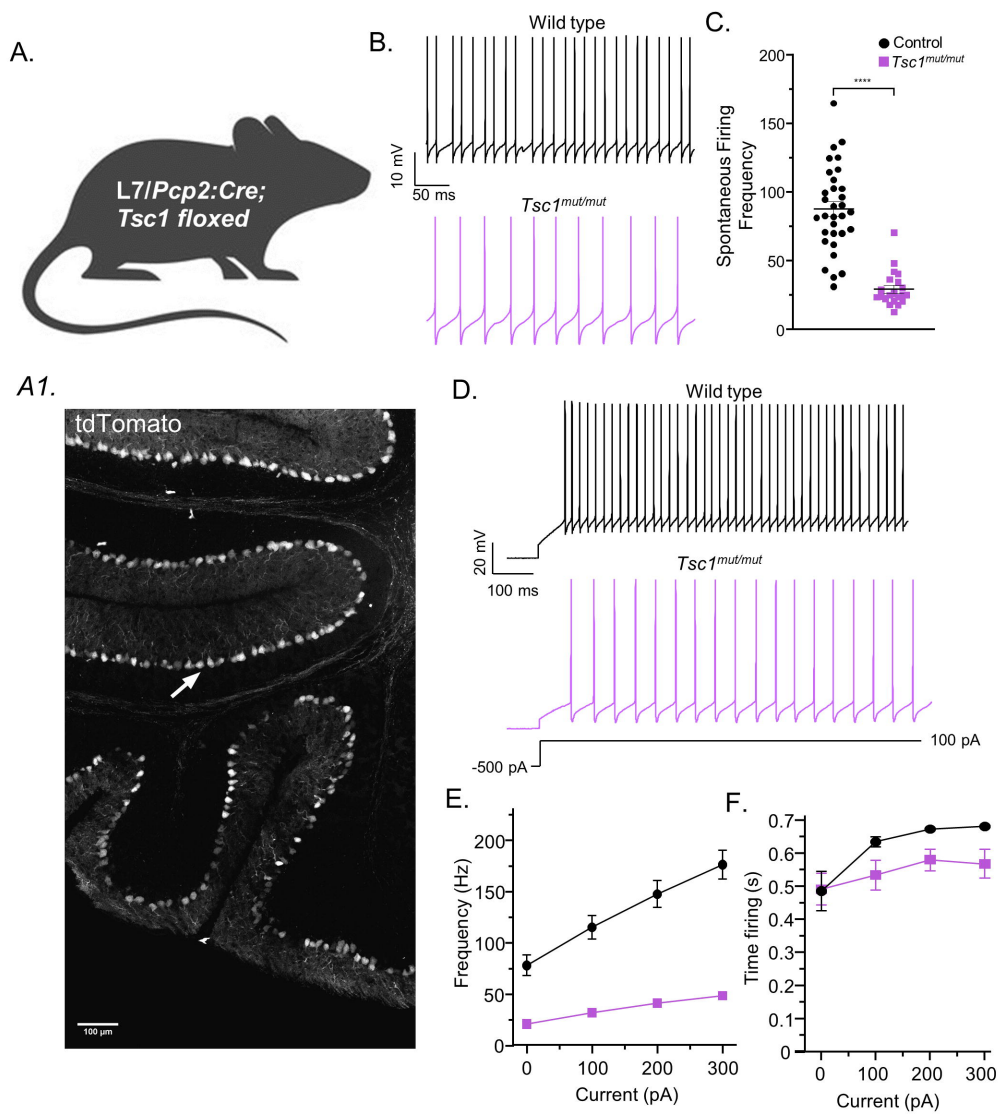 A.
L7/Pcp2:Cre;
Tsc1 floxed
B.
Wild type
10 mV
50 ms
Tsc1mut/mut
C.
Control
Tsc1mut/mut
****
Spontaneous Firing
Frequency
200
150
100
50
0
A1.
tdTomato
100 µm
D.
Wild type
20 mV
100 ms
Tsc1mut/mut
-500 pA
100 pA
E.
Frequency (Hz)
200
150
100
50
0
0 100 200 300
Current (pA)
F.
Time firing (s)
0.7
0.6
0.5
0.4
0.3
0.2
0.1
0
0 100 200 300
Current (pA)